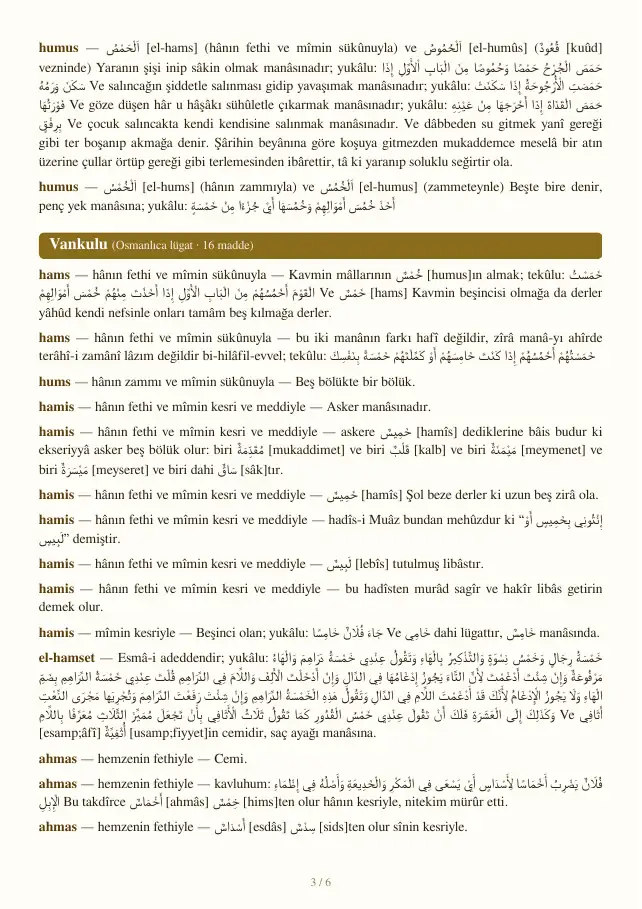 humus — اَلْحَمْصُ [el-hams] (hânın fethi ve mîmin sükûnuyla) ve اَلْحُمُوصُ [el-humûs] (قُعُودٌ [kuûd]
vezninde) Yaranın şişi inip sâkin olmak manâsınadır; yukâlu: حَمَصَ الْجُرْحُ حَمْصًا وَحُمُوصًا مِنَ الْبَابِ الْأَوَّلِ إِذَا
سَكَنَ وَرَمُهُ Ve salıncağın şiddetle salınması gidip yavaşımak manâsınadır; yukâlu: حَمَصَتِ الْأُرْجُوحَةُ إِذَا سَكَنَتْ
فَوْرَتُهَا Ve göze düşen hâr u hâşâkı sühûletle çıkarmak manâsınadır; yukâlu: حَمَصَ الْقَذَاةَ إِذَا أَخْرَجَهَا مِنْ عَيْنِهِ
بِرِفْقٍ Ve çocuk salıncakta kendi kendisine salınmak manâsınadır. Ve dâbbeden su gitmek yanî gereği
gibi ter boşanıp akmağa denir. Şârihin beyânına göre koşuya gitmezden mukaddemce meselâ bir atın
üzerine çullar örtüp gereği gibi terlemesinden ibârettir, tâ ki yaranıp soluklu seğirtir ola.
humus — اَلْخُمْسُ [el-hums] (hânın zammıyla) ve اَلْخُمُسُ [el-humus] (zammeteynle) Beşte bire denir,
penç yek manâsına; yukâlu: أَخَذَ خُمْسَ أَمْوَالِهِمْ وَخُمُسَهَا أَيْ جُزْءًا مِنْ خَمْسَةٍ
Vankulu (Osmanlıca lügat · 16 madde)
hams — hânın fethi ve mîmin sükûnuyla — Kavmin mâllarının خُمْسٌ [humus]ın almak; tekûlu: خَمَسْتُ
الْقَوْمَ أَخْمُسُهُمْ مِنَ الْبَابِ الْأَوَّلِ إِذَا أَخَذْتَ مِنْهُمْ خُمْسَ أَمْوَالِهِمْ Ve خَمْسٌ [hams] Kavmin beşincisi olmağa da derler
yâhûd kendi nefsinle onları tamâm beş kılmağa derler.
hams — hânın fethi ve mîmin sükûnuyla — bu iki manânın farkı hafî değildir, zîrâ manâ-yı ahîrde
terâhî-i zamânî lâzım değildir bi-hilâfil-evvel; tekûlu: خَمَسْتُهُمْ أَخْمِسُهُمْ إِذَا كُنْتَ خَامِسَهُمْ أَوْ كَمَّلْتَهُمْ خَمْسَةً بِنَفْسِكَ
hums — hânın zammı ve mîmin sükûnuyla — Beş bölükte bir bölük.
hamis — hânın fethi ve mîmin kesri ve meddiyle — Asker manâsınadır.
hamis — hânın fethi ve mîmin kesri ve meddiyle — askere خَمِيسٌ [hamîs] dediklerine bâis budur ki
ekseriyyâ asker beş bölük olur: biri مُقَدِّمَةٌ [mukaddimet] ve biri قَلْبٌ [kalb] ve biri مَيْمَنَةٌ [meymenet] ve
biri مَيْسَرَةٌ [meyseret] ve biri dahi سَاقٌ [sâk]tır.
hamis — hânın fethi ve mîmin kesri ve meddiyle — خَمِيسٌ [hamîs] Şol beze derler ki uzun beş zirâ ola.
hamis — hânın fethi ve mîmin kesri ve meddiyle — hadîs-i Muâz bundan mehûzdur ki “إِئْتُونِي بِخَمِيسٍ أَوْ
لَبِيسٍ” demiştir.
hamis — hânın fethi ve mîmin kesri ve meddiyle — لَبِيسٌ [lebîs] tutulmuş libâstır.
hamis — hânın fethi ve mîmin kesri ve meddiyle — bu hadîsten murâd sagîr ve hakîr libâs getirin
demek olur.
hamis — mîmin kesriyle — Beşinci olan; yukâlu: جَاءَ فُلَانٌ خَامِسًا Ve خَامِي dahi lügattır, خَامِسٌ manâsında.
el-hamset — Esmâ-i adeddendir; yukâlu: خَمْسَةُ رِجَالٍ وَخَمْسُ نِسْوَةٍ وَالتَّذْكِيرُ بِالْهَاءِ وَتَقُولُ عِنْدِي خَمْسَةُ دَرَاهِمَ وَالْهَاءُ
مَرْفُوعَةٌ وَإِنْ شِئْتَ أَدْغَمْتَ لِأَنَّ التَّاءَ يَجُوزُ إِدْغَامُهَا فِي الدَّالِ وَإِنْ أَدْخَلْتَ الْأَلِفَ وَاللَّامَ فِي الدَّرَاهِمِ قُلْتَ عِنْدِي خَمْسَةُ الدَّرَاهِمِ بِضَمِّ
الْهَاءِ وَلَا يَجُوزُ الْإِدْغَامُ لِأَنَّكَ قَدْ أَدْغَمْتَ اللَّامَ فِي الدَّالِ وَتَقُولُ هَذِهِ الْخَمْسَةُ الدَّرَاهِمِ وَإِنْ شِئْتَ رَفَعْتَ الدَّرَاهِمَ وَتُجْرِيهَا مَجْرَى النَّعْتِ
وَكَذَلِكَ إِلَى الْعَشَرَةِ فَلَكَ أَنْ تَقُولَ عِنْدِي خَمْسُ الْقُدُورِ كَمَا تَقُولُ ثَلَاثُ الْأَثَافِي بِأَنْ تَجْعَلَ مُمَيِّزَ الثَّلَاثِ مُعَرَّفًا بِاللَّامِ Ve أَثَافِي
[esamp;âfî] أُثْفِيَّةٌ [usamp;fiyyet]in cemidir, saç ayağı manâsına.
ahmas — hemzenin fethiyle — Cemi.
ahmas — hemzenin fethiyle — kavluhum: فُلَانٌ يَضْرِبُ أَخْمَاسًا لِأَسْدَاسٍ أَيْ يَسْعَى فِي الْمَكْرِ وَالْخَدِيعَةِ وَأَصْلُهُ فِي إِظْمَاءِ
الْإِبِلِ Bu takdîrce أَخْمَاسٌ [ahmâs] خِمْسٌ [hims]ten olur hânın kesriyle, nitekim mürûr etti.
ahmas — hemzenin fethiyle — أَسْدَاسٌ [esdâs] سِدْسٌ [sids]ten olur sînin kesriyle.
3 / 6